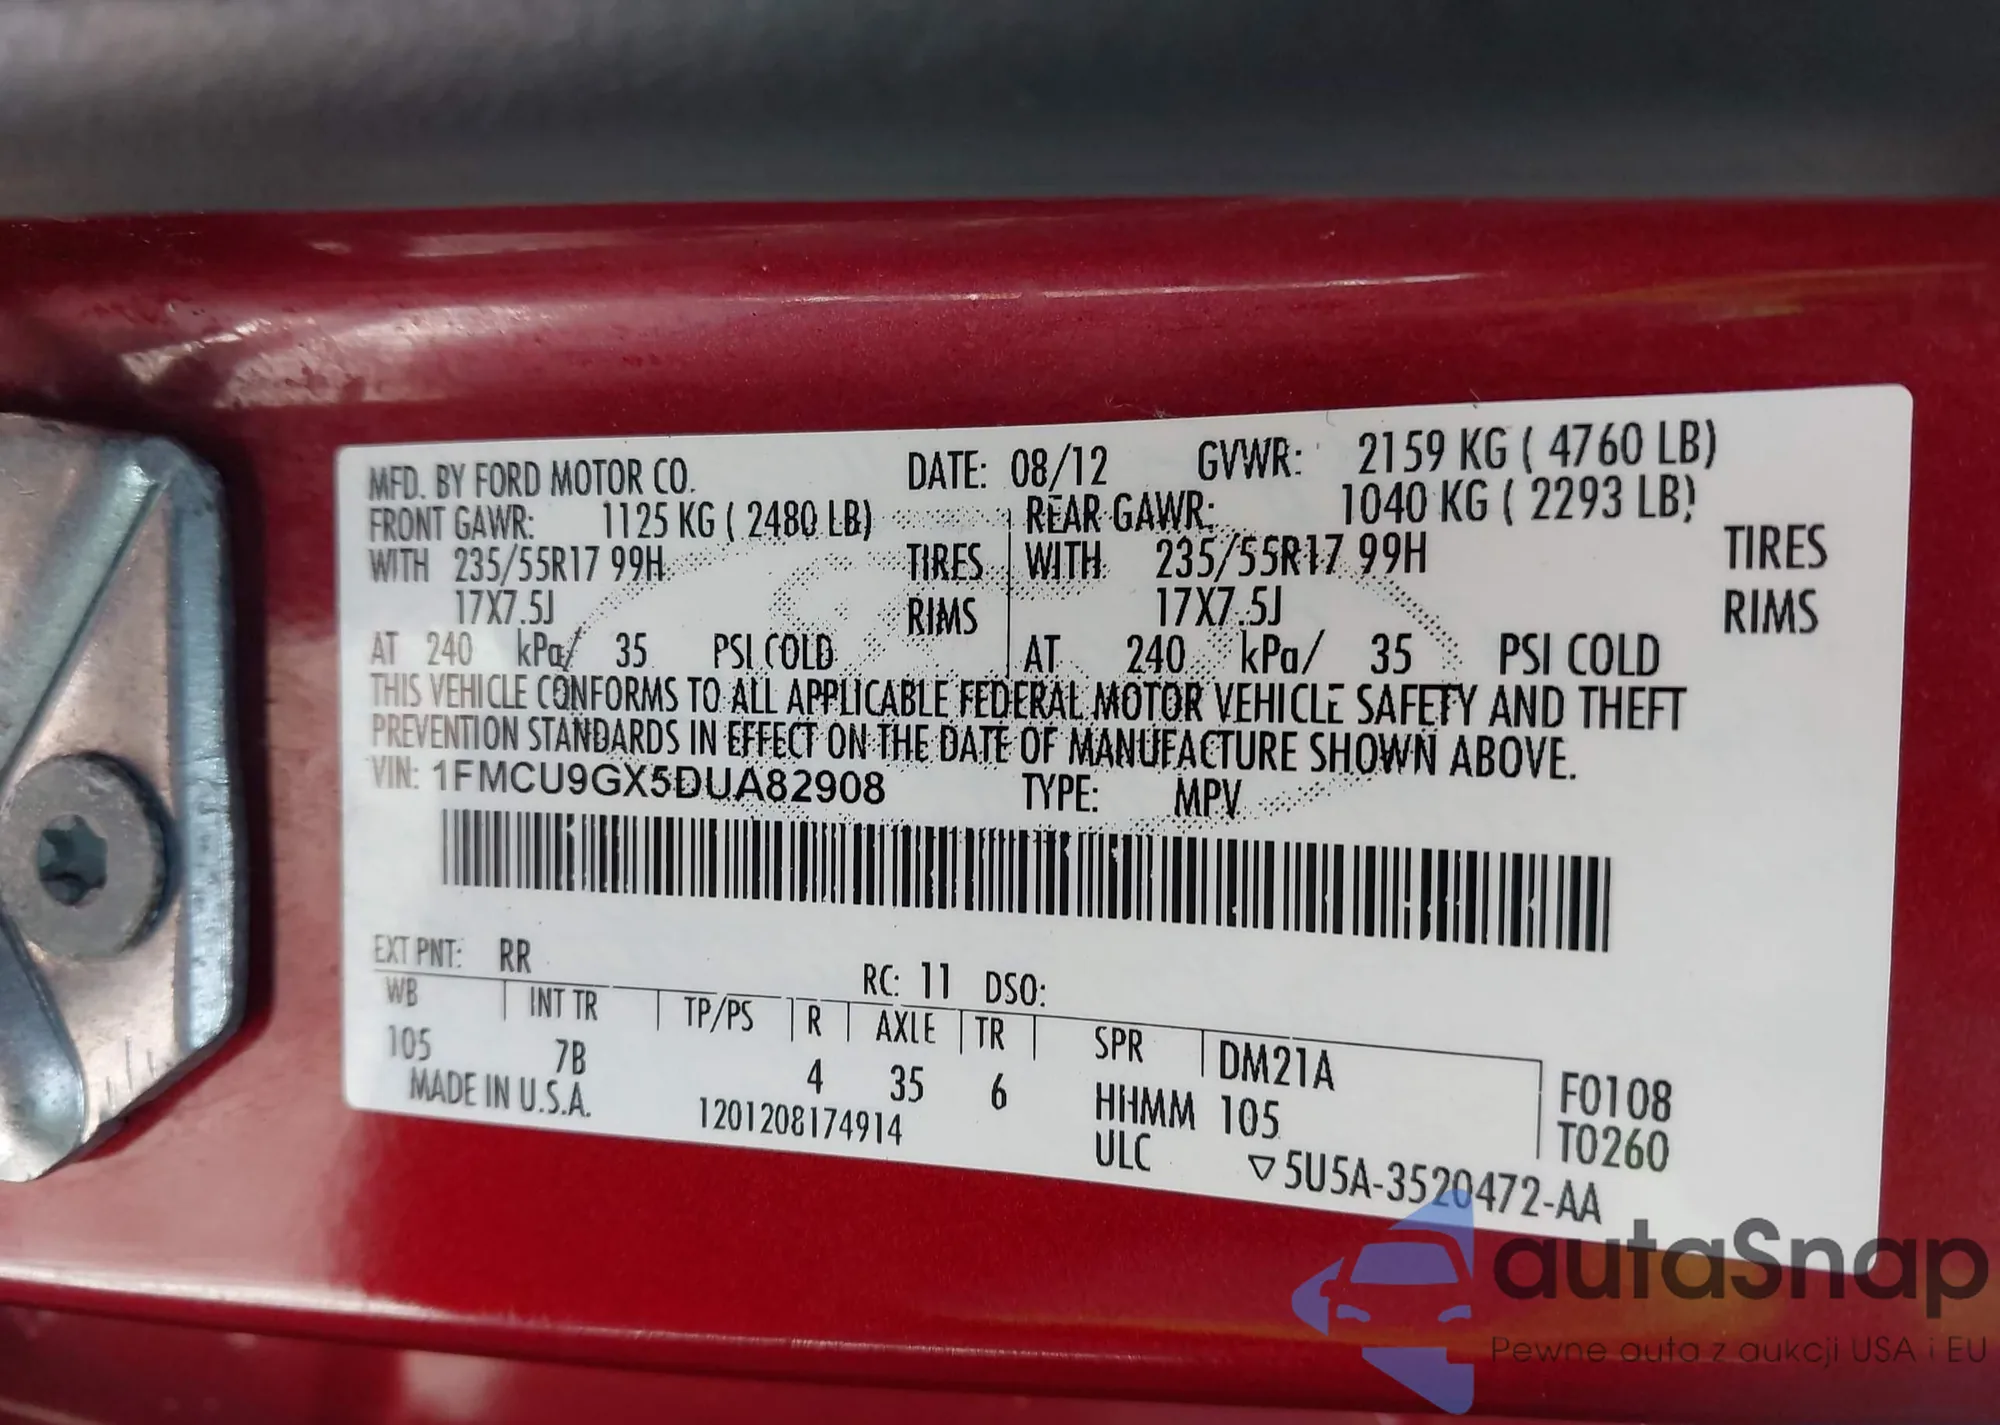 MFD. BY FORD MOTOR CO. DATE: 08/12 GVWR: 2159 KG ( 4760 LB)
FRONT GAWR: 1125 KG ( 2480 LB) REAR GAWR: 1040 KG ( 2293 LB)
WITH 235/55R17 99H TIRES WITH 235/55R17 99H TIRES
17X7.5J RIMS 17X7.5J RIMS
AT 240 kPa/ 35 PSI COLD AT 240 kPa/ 35 PSI COLD
THIS VEHICLE CONFORMS TO ALL APPLICABLE FEDERAL MOTOR VEHICLE SAFETY AND THEFT
PREVENTION STANDARDS IN EFFECT ON THE DATE OF MANUFACTURE SHOWN ABOVE.
VIN: 1FMCU9GX5DUA82908 TYPE: MPV
EXT PNT: RR RC: 11 DSO:
WB INT TR TP/PS R AXLE TR SPR DM21A F0108
105 7B 4 35 6 HHMM 105 T0260
MADE IN U.S.A. 1201208174914 ULC ▽5U5A-3520472-AA
autaSnap
Pewne auta z aukcji USA i EU